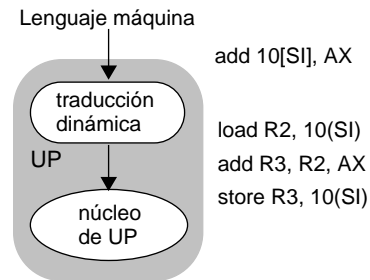 Lenguaje máquina
add 10[SI], AX
traducción
dinámica
load R2, 10(SI)
UP
add R3, R2, AX
store R3, 10(SI)
núcleo
de UP